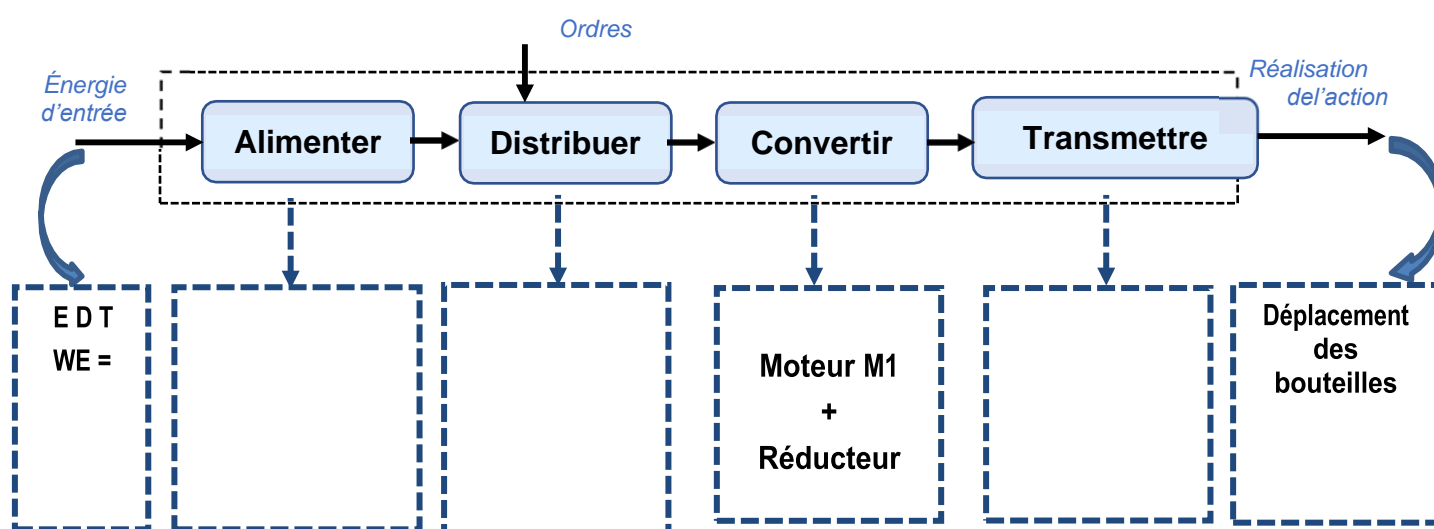 Ordres
Énergie
d'entrée
Réalisation
del'action
Alimenter
Distribuer
Convertir
Transmettre
E D T
WE =
Moteur M1
+
Réducteur
Déplacement
des
bouteilles